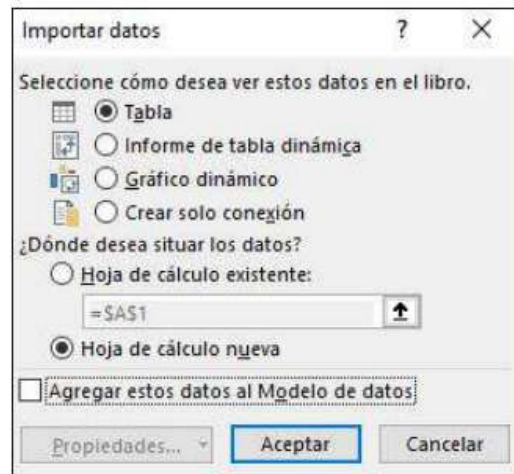 Importar datos ? ×
Seleccione cómo desea ver estos datos en el libro.
Tabla
Informe de tabla dinámica
Gráfico dinámico
Crear solo conexión
¿Dónde desea situar los datos?
Hoja de cálculo existente:
=$A$1
Hoja de cálculo nueva
Agregar estos datos al Modelo de datos
Propiedades... Aceptar Cancelar